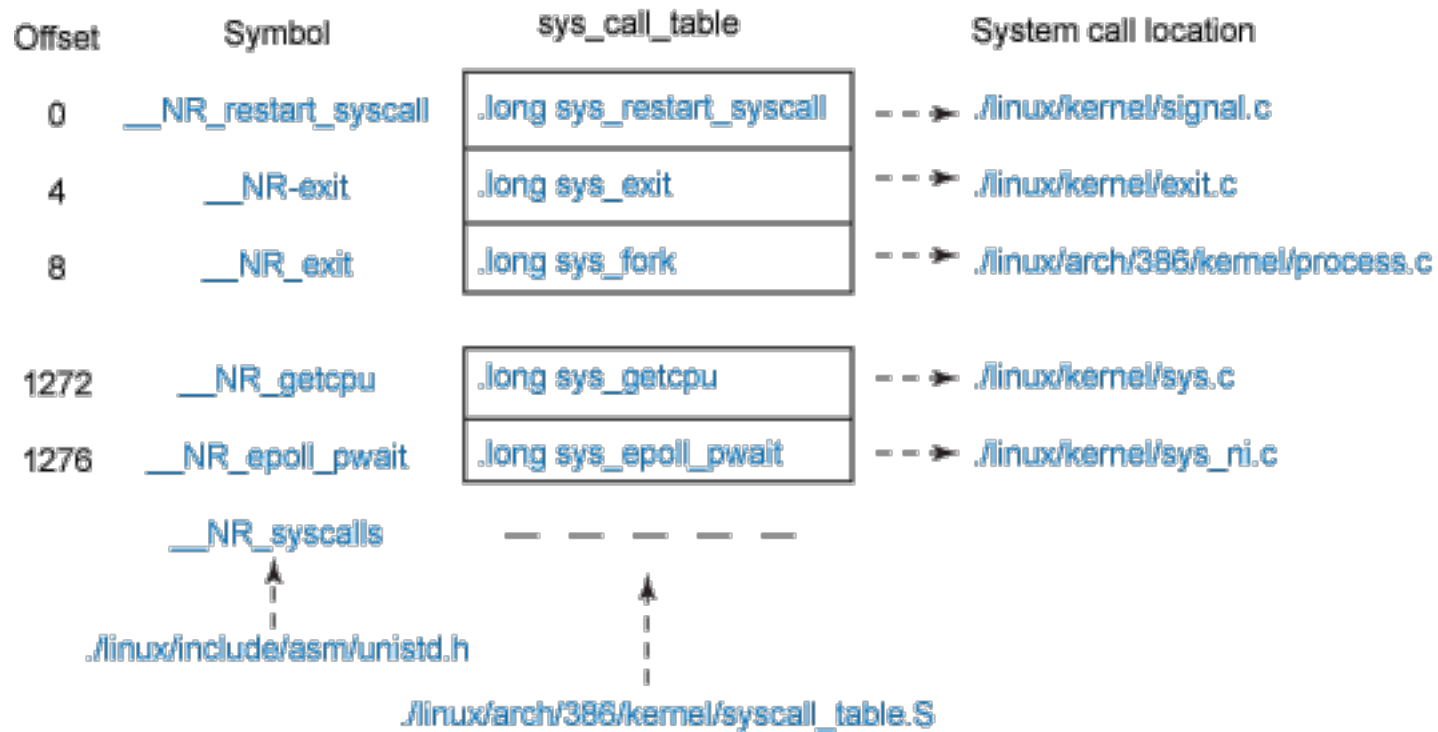 Offset Symbol sys_call_table System call location
0 __NR_restart_syscall .long sys_restart_syscall ./linux/kernel/signal.c
4 __NR-exit .long sys_exit ./linux/kernel/exit.c
8 __NR_exit .long sys_fork ./linux/arch/386/kernel/process.c
1272 __NR_getcpu .long sys_getcpu ./linux/kernel/sys.c
1276 __NR_epoll_pwait .long sys_epoll_pwait ./linux/kernel/sys_ni.c
__NR_syscalls
./linux/include/asm/unistd.h
./linux/arch/386/kernel/syscall_table.S